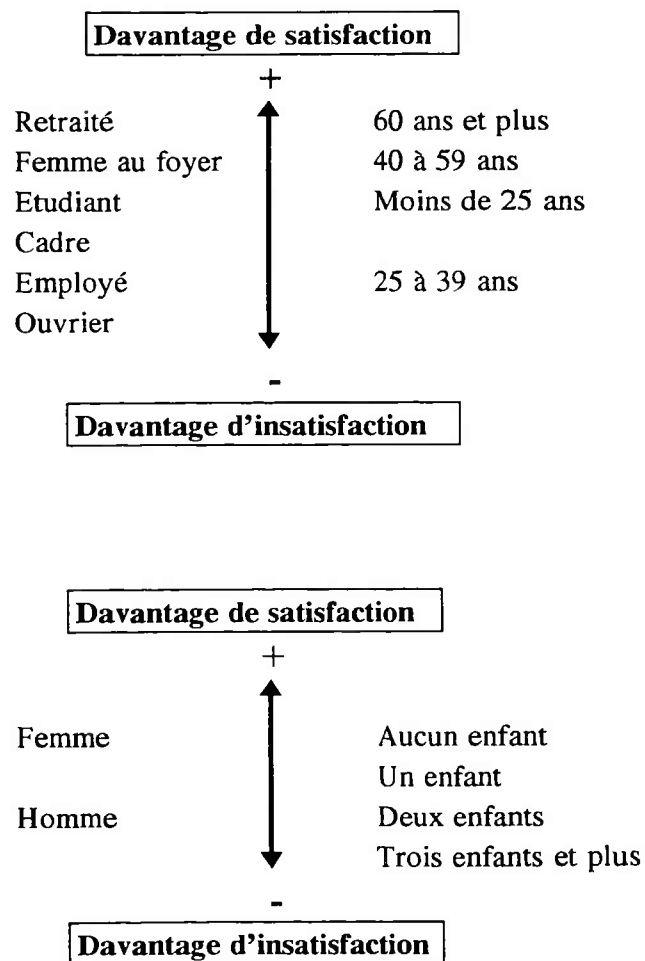 Davantage de satisfaction
+
Retraité 60 ans et plus
Femme au foyer 40 à 59 ans
Etudiant Moins de 25 ans
Cadre
Employé 25 à 39 ans
Ouvrier
-
Davantage d'insatisfaction
Davantage de satisfaction
+
Femme Aucun enfant
Un enfant
Homme Deux enfants
Trois enfants et plus
-
Davantage d'insatisfaction